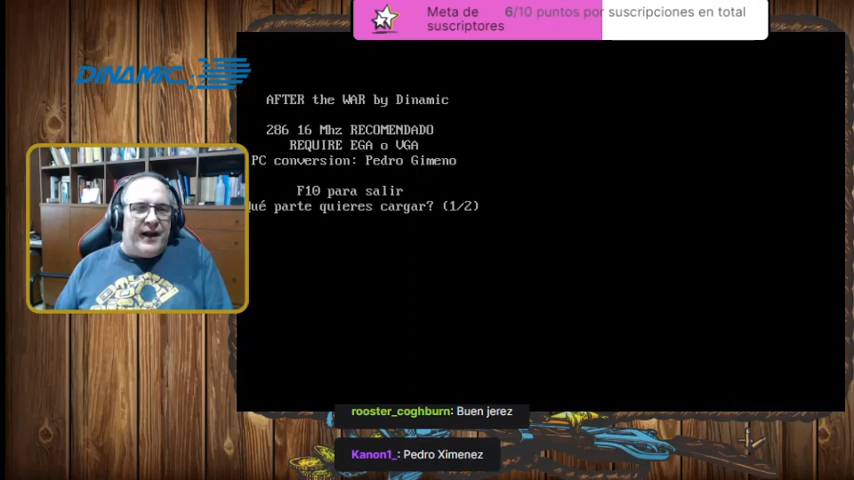 Meta de suscriptores
6/10 puntos por suscripciones en total
DINAMIC
AFTER the WAR by Dinamic
286 16 Mhz RECOMENDADO
REQUIRE EGA o VGA
PC conversion: Pedro Gimeno
F10 para salir
ué parte quieres cargar? (1/2)
rooster_coghburn: Buen jerez
Kanon1_: Pedro Ximenez